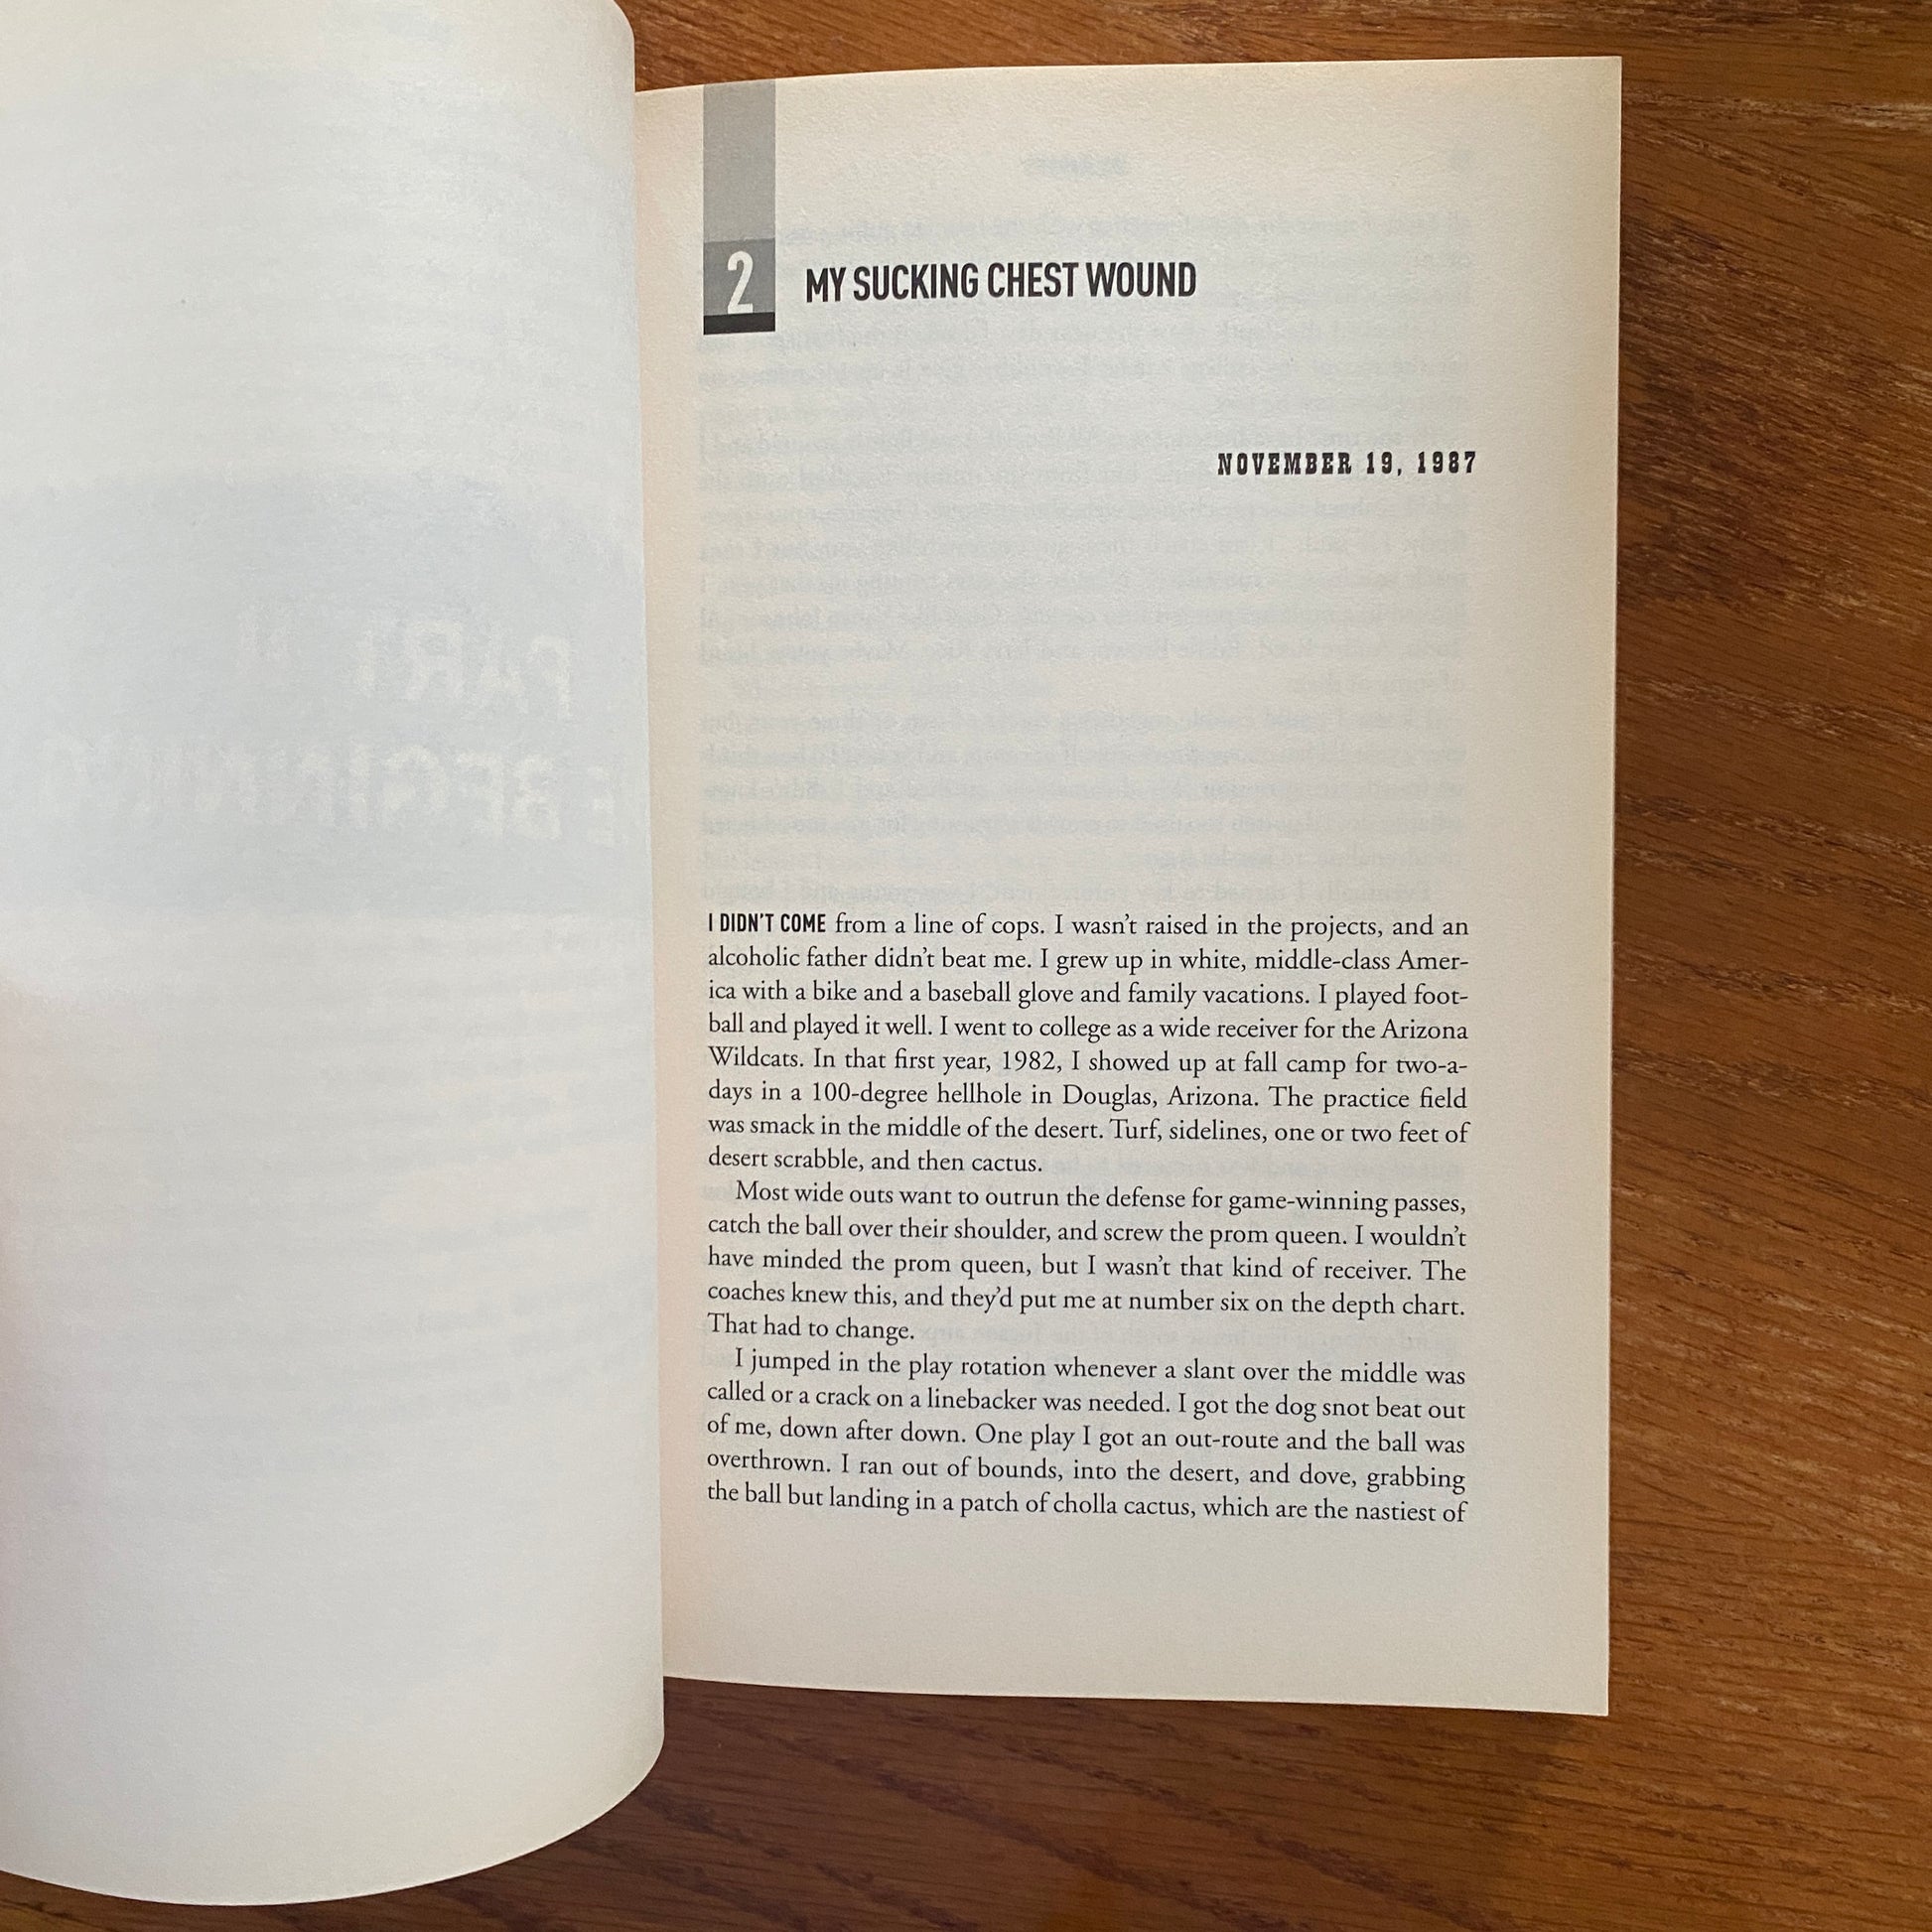 2
MY SUCKING CHEST WOUND
NOVEMBER 19, 1987
I DIDN'T COME from a line of cops. I wasn't raised in the projects, and an
alcoholic father didn't beat me. I grew up in white, middle-class Amer-
ica with a bike and a baseball glove and family vacations. I played foot-
ball and played it well. I went to college as a wide receiver for the Arizona
Wildcats. In that first year, 1982, I showed up at fall camp for two-a-
days in a 100-degree hellhole in Douglas, Arizona. The practice field
was smack in the middle of the desert. Turf, sidelines, one or two feet of
desert scrabble, and then cactus.
Most wide outs want to outrun the defense for game-winning passes,
catch the ball over their shoulder, and screw the prom queen. I wouldn't
have minded the prom queen, but I wasn't that kind of receiver. The
coaches knew this, and they'd put me at number six on the depth chart.
That had to change.
I jumped in the play rotation whenever a slant over the middle was
called or a crack on a linebacker was needed. I got the dog snot beat out
of me, down after down. One play I got an out-route and the ball was
overthrown. I ran out of bounds, into the desert, and dove, grabbing
the ball but landing in a patch of cholla cactus, which are the nastiest of